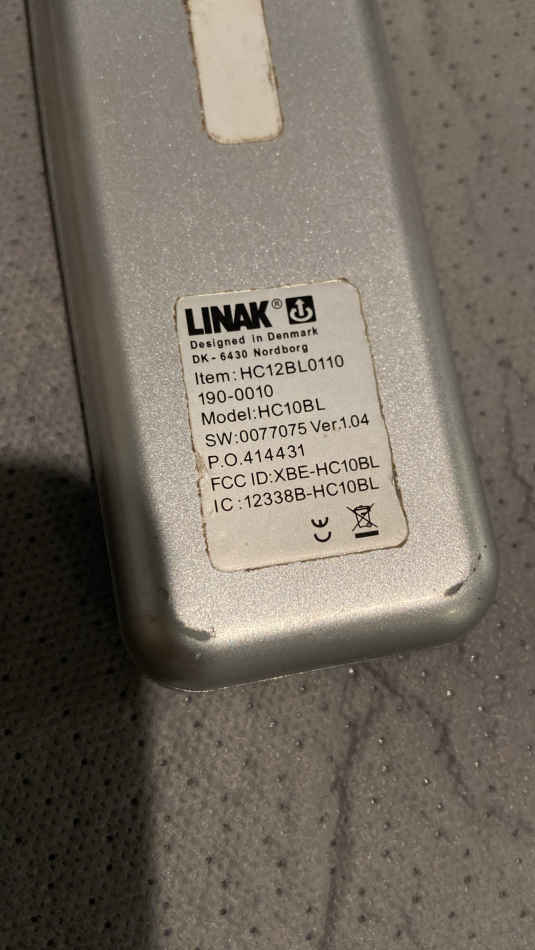 LINAK®
Designed in Denmark
DK - 6430 Nordborg
Item: HC12BL0110
190-0010
Model: HC10BL
SW:0077075 Ver.1.04
P.O.414431
FCC ID:XBE-HC10BL
IC :12338B-HC10BL
CE